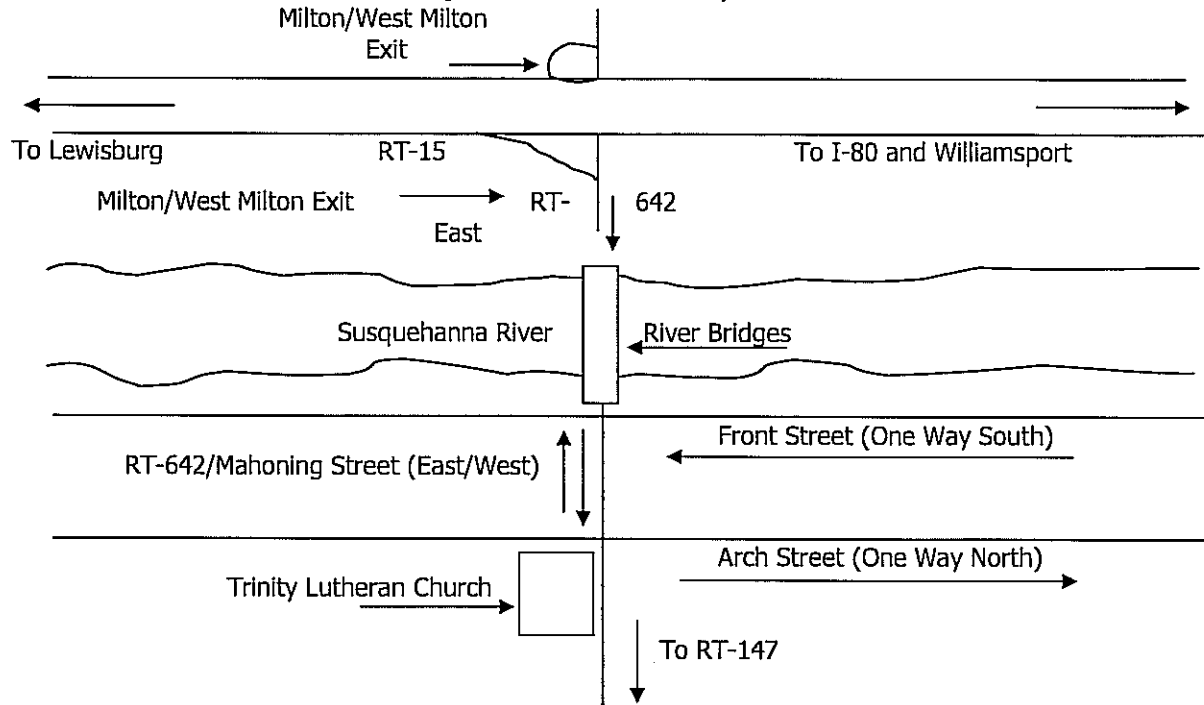 Milton/West Milton
Exit
To Lewisburg
RT-15
To I-80 and Williamsport
Milton/West Milton Exit
RT-
642
East
Susquehanna River
River Bridges
Front Street (One Way South)
RT-642/Mahoning Street (East/West)
Arch Street (One Way North)
Trinity Lutheran Church
To RT-147